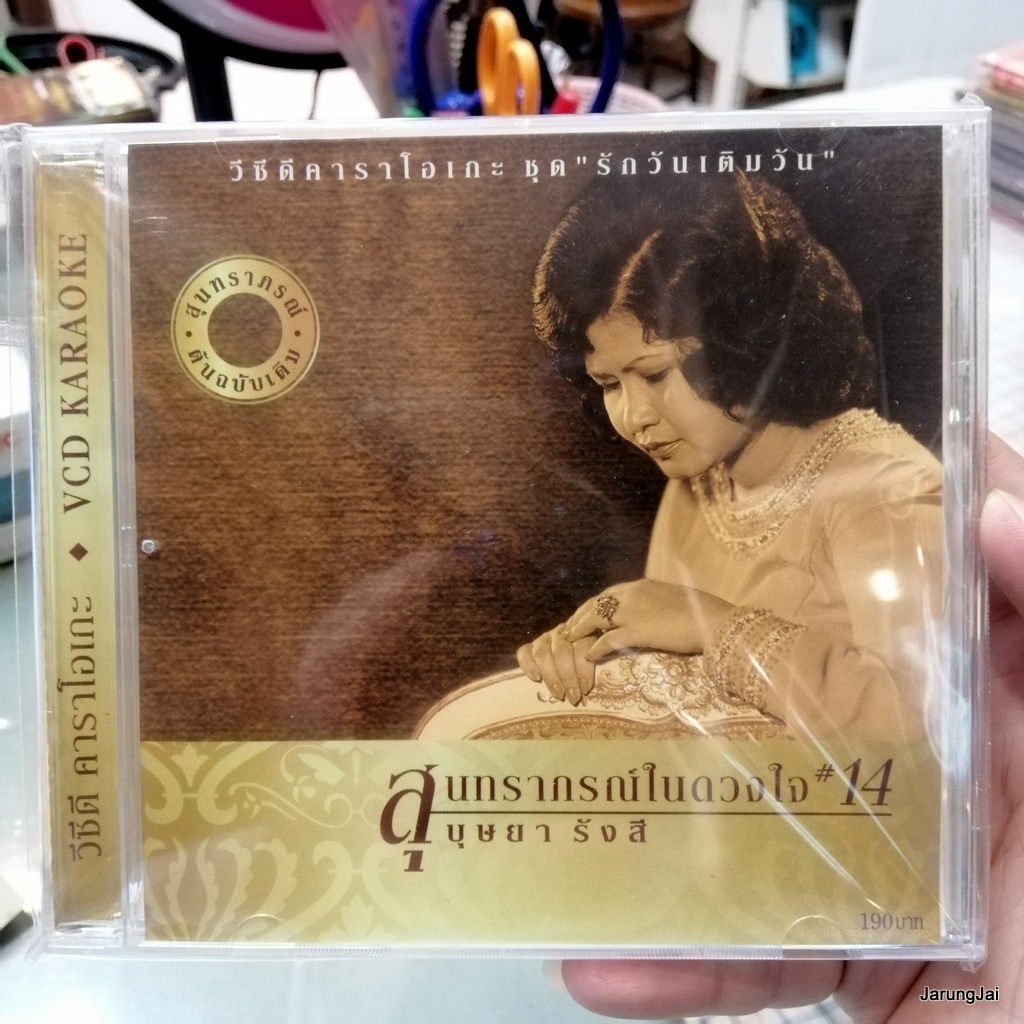 วีซีดีคาราโอเกะ ชุด "รักวันเติมวัน"
สุนทราภรณ์
ต้นฉบับเดิม
วีซีดี คาราโอเกะ ◆ VCD KARAOKE
สุนทราภรณ์ในดวงใจ #14
บุษยา รังสี
190บาท
JarungJai